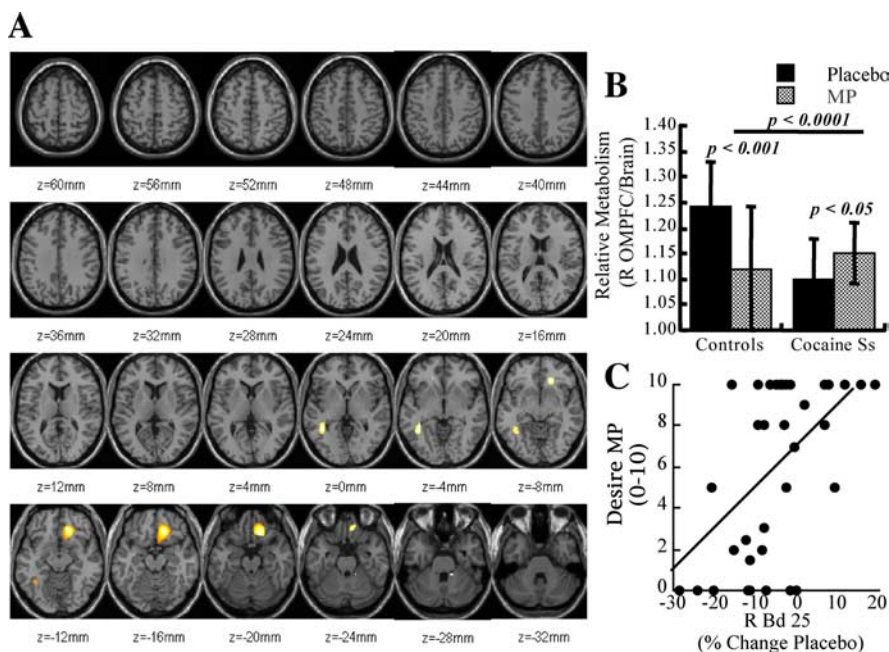 A
z=60mm z=56mm z=52mm z=48mm z=44mm z=40mm
z=36mm z=32mm z=28mm z=24mm z=20mm z=16mm
z=12mm z=8mm z=4mm z=0mm z=-4mm z=-8mm
z=-12mm z=-16mm z=-20mm z=-24mm z=-28mm z=-32mm
B
Placebo
MP
Relative Metabolism
(R OMPFC/Brain)
1.40
1.35
1.30
1.25
1.20
1.15
1.10
1.05
1.00
p < 0.0001
p < 0.001
p < 0.05
Controls Cocaine Ss
C
Desire MP
(0-10)
10
8
6
4
2
0
-30 -20 -10 0 10 20
R Bd 25
(% Change Placebo)